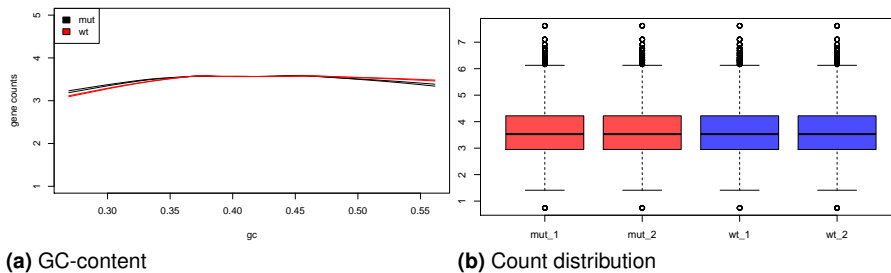 5
4
3
2
1
gene counts
mut
wt
0.30 0.35 0.40 0.45 0.50 0.55
gc
(a) GC-content
7
6
5
4
3
2
1
mut_1 mut_2 wt_1 wt_2
(b) Count distribution